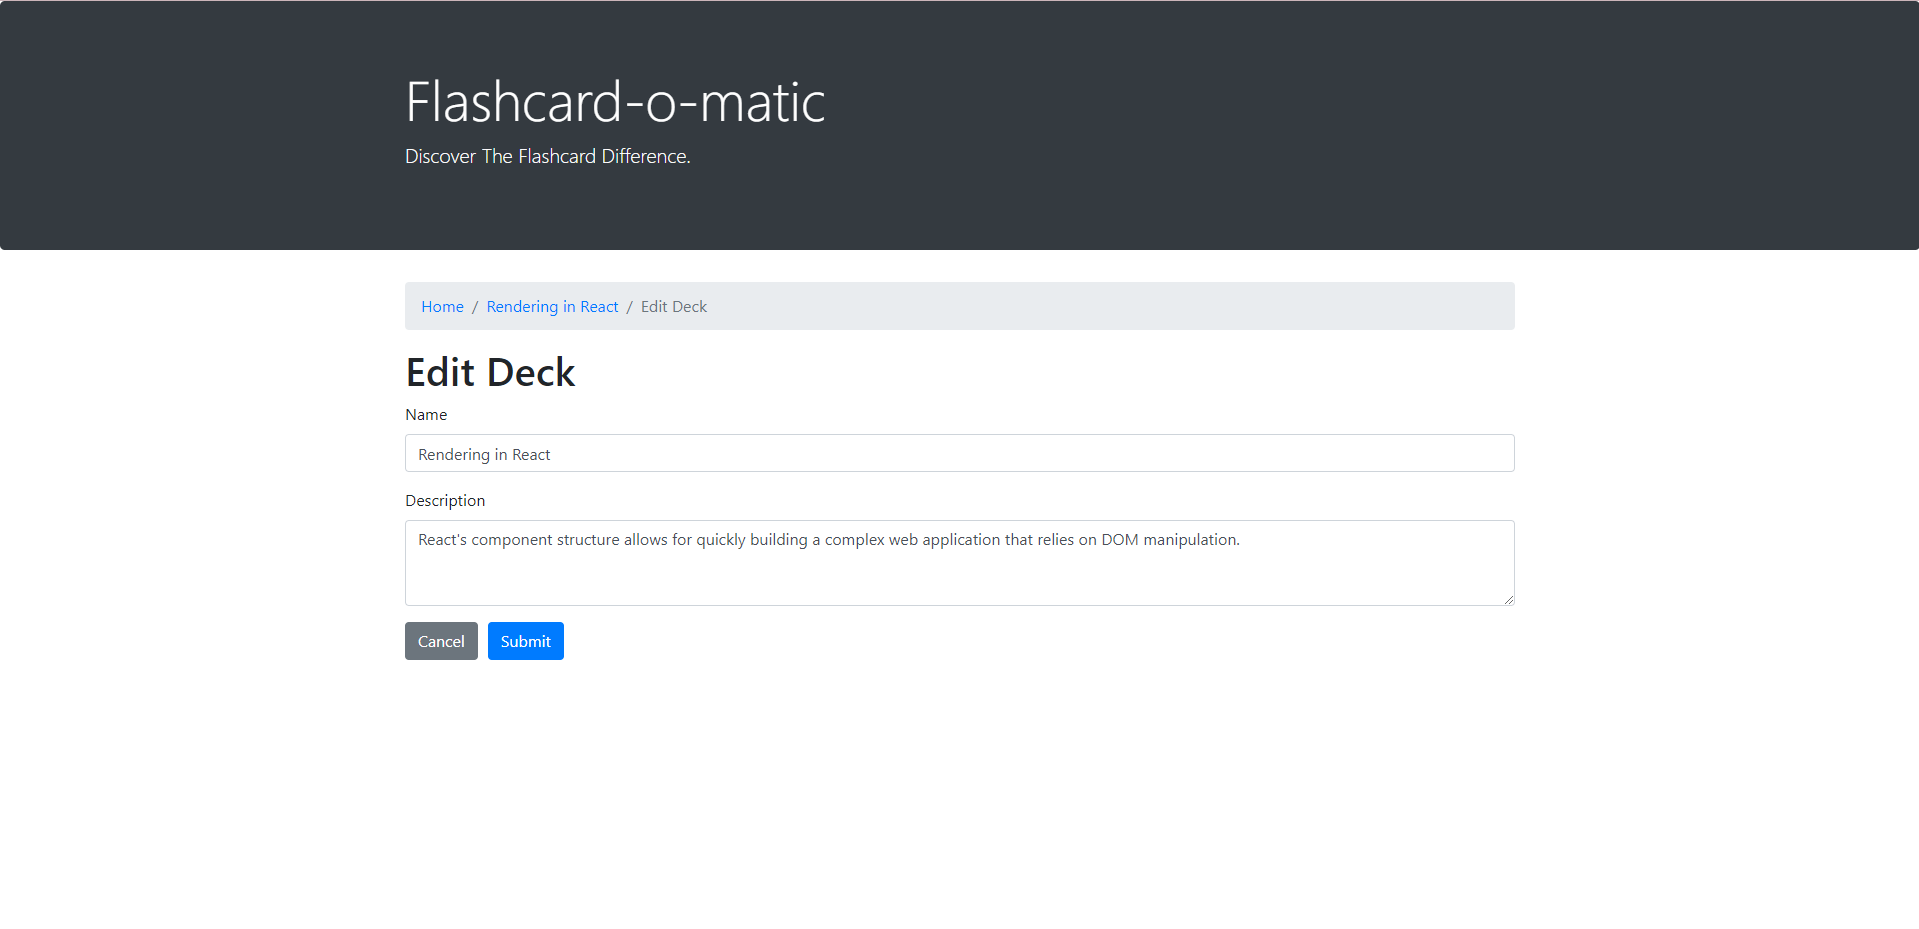 Flashcard-o-matic
Discover The Flashcard Difference.
Home / Rendering in React / Edit Deck
Edit Deck
Name
Rendering in React
Description
React's component structure allows for quickly building a complex web application that relies on DOM manipulation.
Cancel Submit